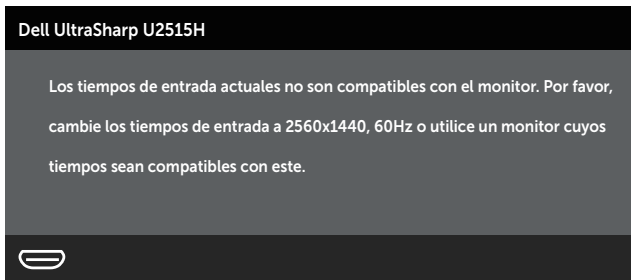 Dell UltraSharp U2515H
Los tiempos de entrada actuales no son compatibles con el monitor. Por favor,
cambie los tiempos de entrada a 2560x1440, 60Hz o utilice un monitor cuyos
tiempos sean compatibles con este.